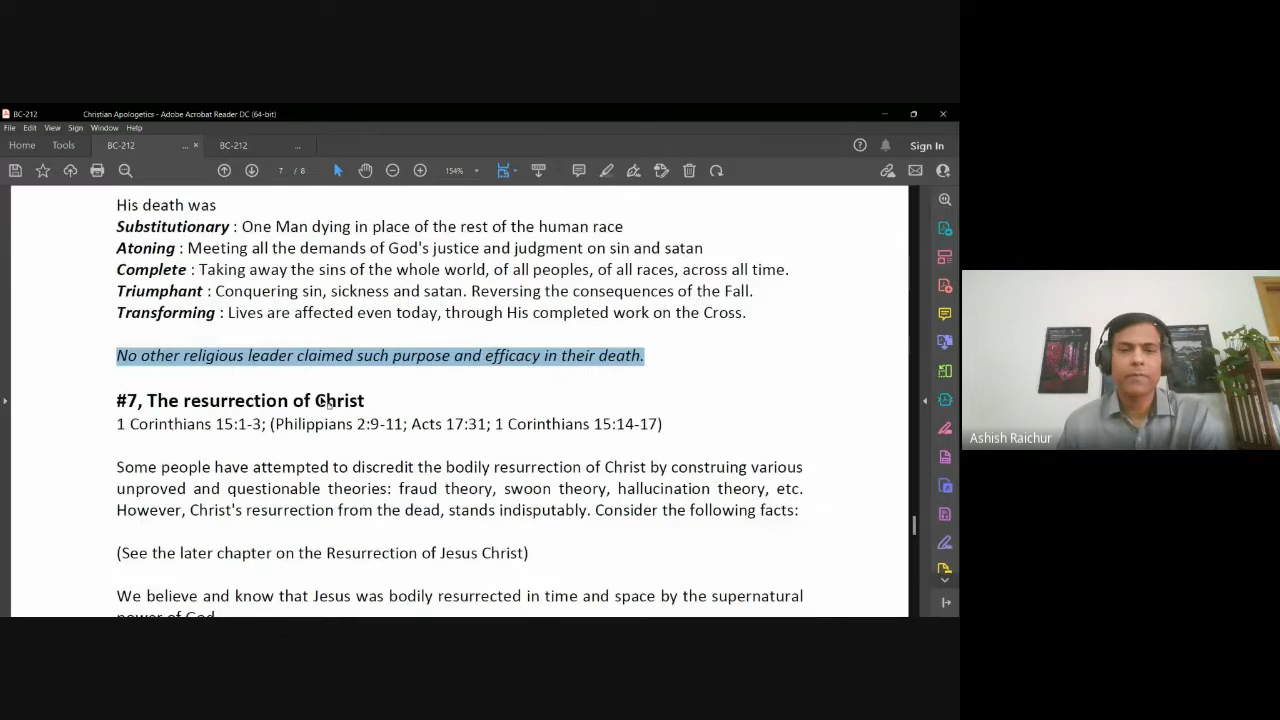 BC-212 Christian Apologetics - Adobe Acrobat Reader DC (64-bit)
File Edit View Sign Window Help
Home Tools BC-212 ... × BC-212 ... Sign In
7 / 8 154%
His death was
Substitutionary : One Man dying in place of the rest of the human race
Atoning : Meeting all the demands of God's justice and judgment on sin and satan
Complete : Taking away the sins of the whole world, of all peoples, of all races, across all time.
Triumphant : Conquering sin, sickness and satan. Reversing the consequences of the Fall.
Transforming : Lives are affected even today, through His completed work on the Cross.
No other religious leader claimed such purpose and efficacy in their death.
#7, The resurrection of Christ
1 Corinthians 15:1-3; (Philippians 2:9-11; Acts 17:31; 1 Corinthians 15:14-17)
Some people have attempted to discredit the bodily resurrection of Christ by construing various
unproved and questionable theories: fraud theory, swoon theory, hallucination theory, etc.
However, Christ's resurrection from the dead, stands indisputably. Consider the following facts:
(See the later chapter on the Resurrection of Jesus Christ)
We believe and know that Jesus was bodily resurrected in time and space by the supernatural
power of God
Ashish Raichur